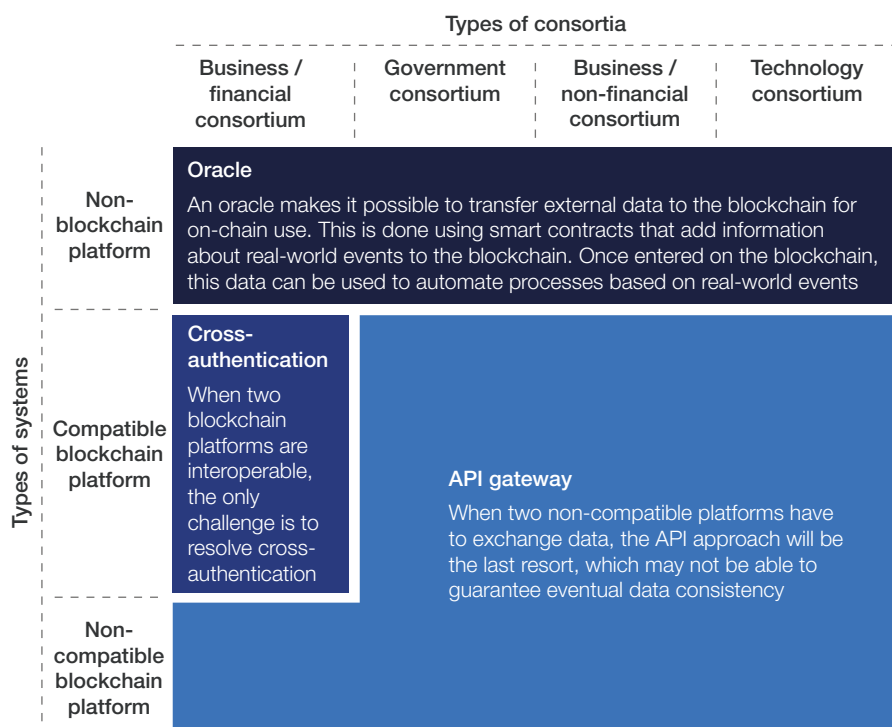 Types of consortia
Business /
financial
consortium
Government
consortium
Business /
non-financial
consortium
Technology
consortium
Types of systems
Non-
blockchain
platform
Oracle
An oracle makes it possible to transfer external data to the blockchain for
on-chain use. This is done using smart contracts that add information
about real-world events to the blockchain. Once entered on the blockchain,
this data can be used to automate processes based on real-world events
Compatible
blockchain
platform
Cross-
authentication
When two
blockchain
platforms are
interoperable,
the only
challenge is to
resolve cross-
authentication
API gateway
When two non-compatible platforms have
to exchange data, the API approach will be
the last resort, which may not be able to
guarantee eventual data consistency
Non-
compatible
blockchain
platform